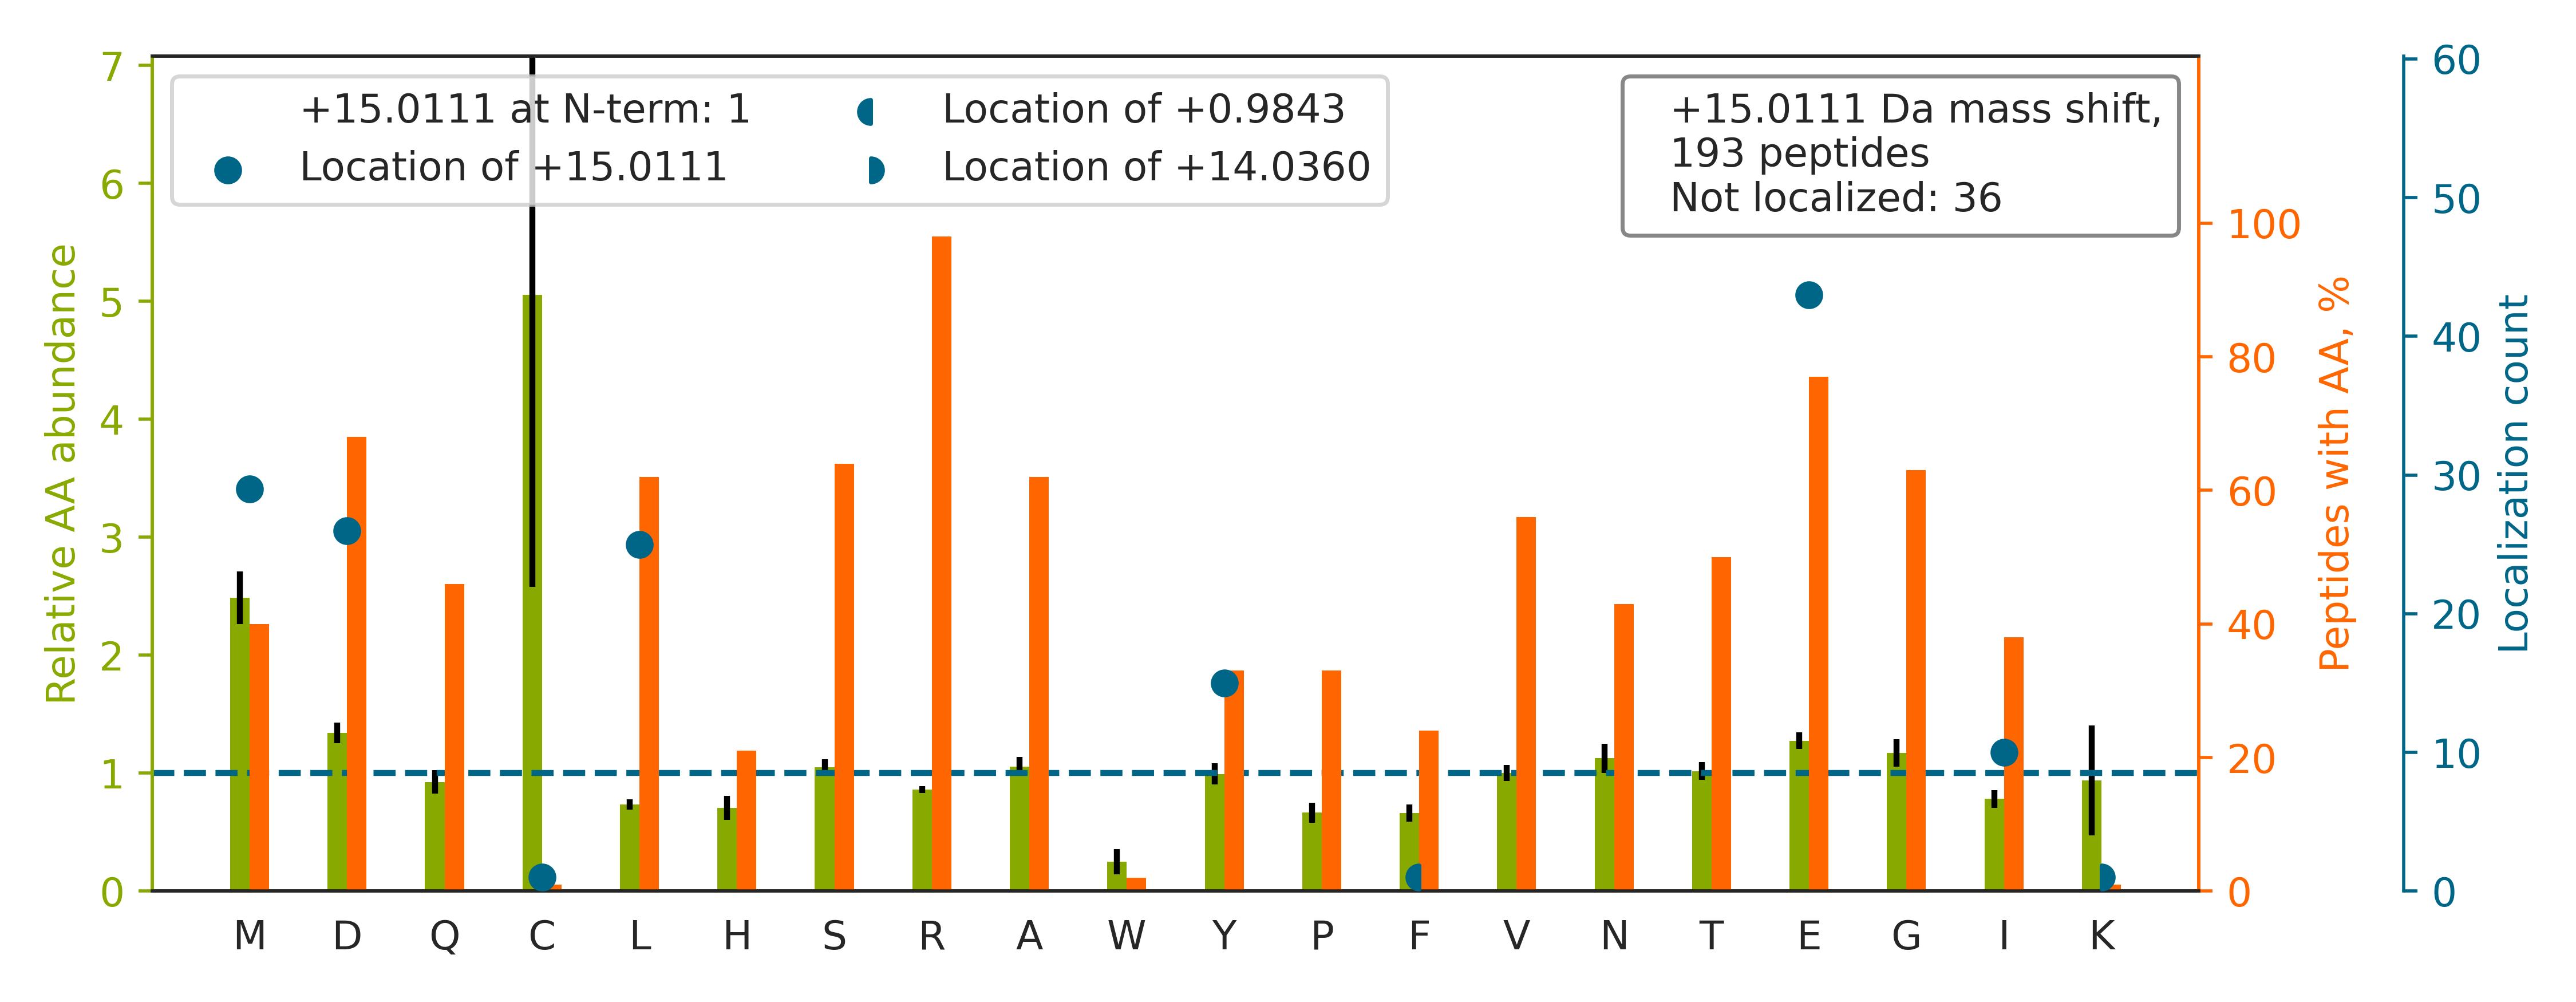 Relative AA abundance
7
6
5
4
3
2
1
0
+15.0111 at N-term: 1
Location of +15.0111
Location of +0.9843
Location of +14.0360
+15.0111 Da mass shift,
193 peptides
Not localized: 36
M D Q C L H S R A W Y P F V N T E G I K
100
80
60
40
20
0
Peptides with AA, %
60
50
40
30
20
10
0
Localization count